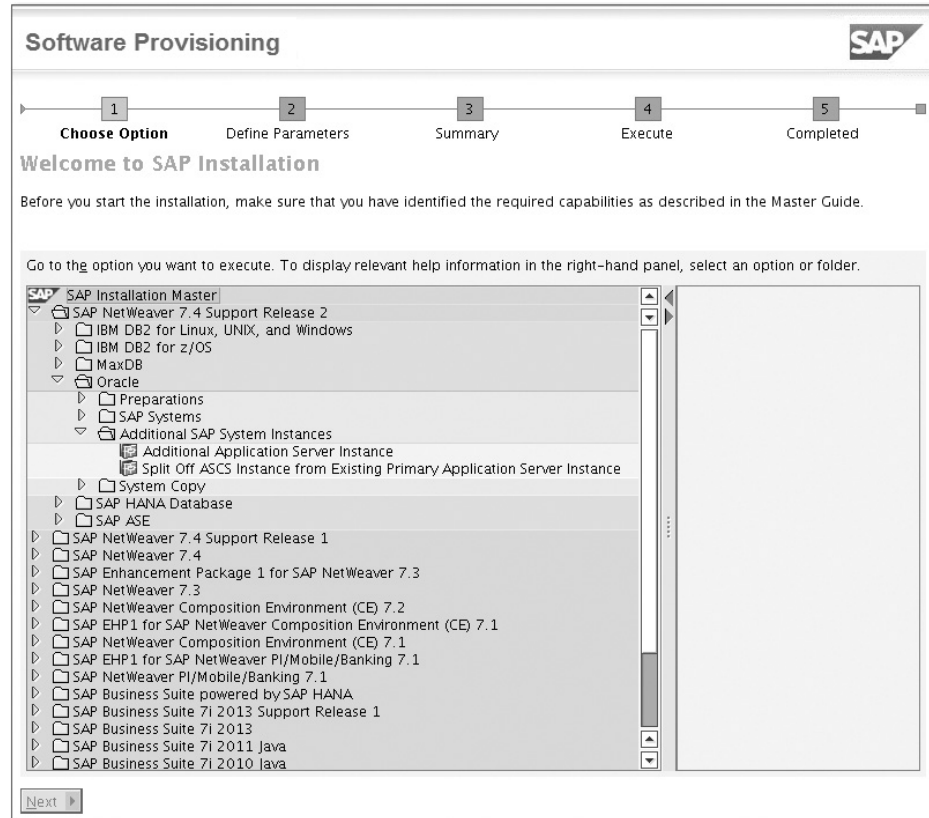 Software Provisioning
SAP
1 2 3 4 5
Choose Option Define Parameters Summary Execute Completed
Welcome to SAP Installation
Before you start the installation, make sure that you have identified the required capabilities as described in the Master Guide.
Go to the option you want to execute. To display relevant help information in the right-hand panel, select an option or folder.
SAP SAP Installation Master
SAP NetWeaver 7.4 Support Release 2
IBM DB2 for Linux, UNIX, and Windows
IBM DB2 for z/OS
MaxDB
Oracle
Preparations
SAP Systems
Additional SAP System Instances
Additional Application Server Instance
Split Off ASCS Instance from Existing Primary Application Server Instance
System Copy
SAP HANA Database
SAP ASE
SAP NetWeaver 7.4 Support Release 1
SAP NetWeaver 7.4
SAP Enhancement Package 1 for SAP NetWeaver 7.3
SAP NetWeaver 7.3
SAP NetWeaver Composition Environment (CE) 7.2
SAP EHP1 for SAP NetWeaver Composition Environment (CE) 7.1
SAP NetWeaver Composition Environment (CE) 7.1
SAP EHP1 for SAP NetWeaver PI/Mobile/Banking 7.1
SAP NetWeaver PI/Mobile/Banking 7.1
SAP Business Suite powered by SAP HANA
SAP Business Suite 7i 2013 Support Release 1
SAP Business Suite 7i 2013
SAP Business Suite 7i 2011 Java
SAP Business Suite 7i 2010 Java
Next